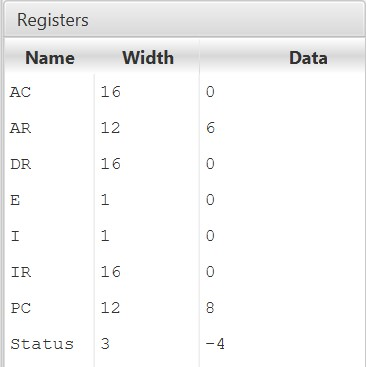 Registers
Name Width Data
AC 16 0
AR 12 6
DR 16 0
E 1 0
I 1 0
IR 16 0
PC 12 8
Status 3 -4